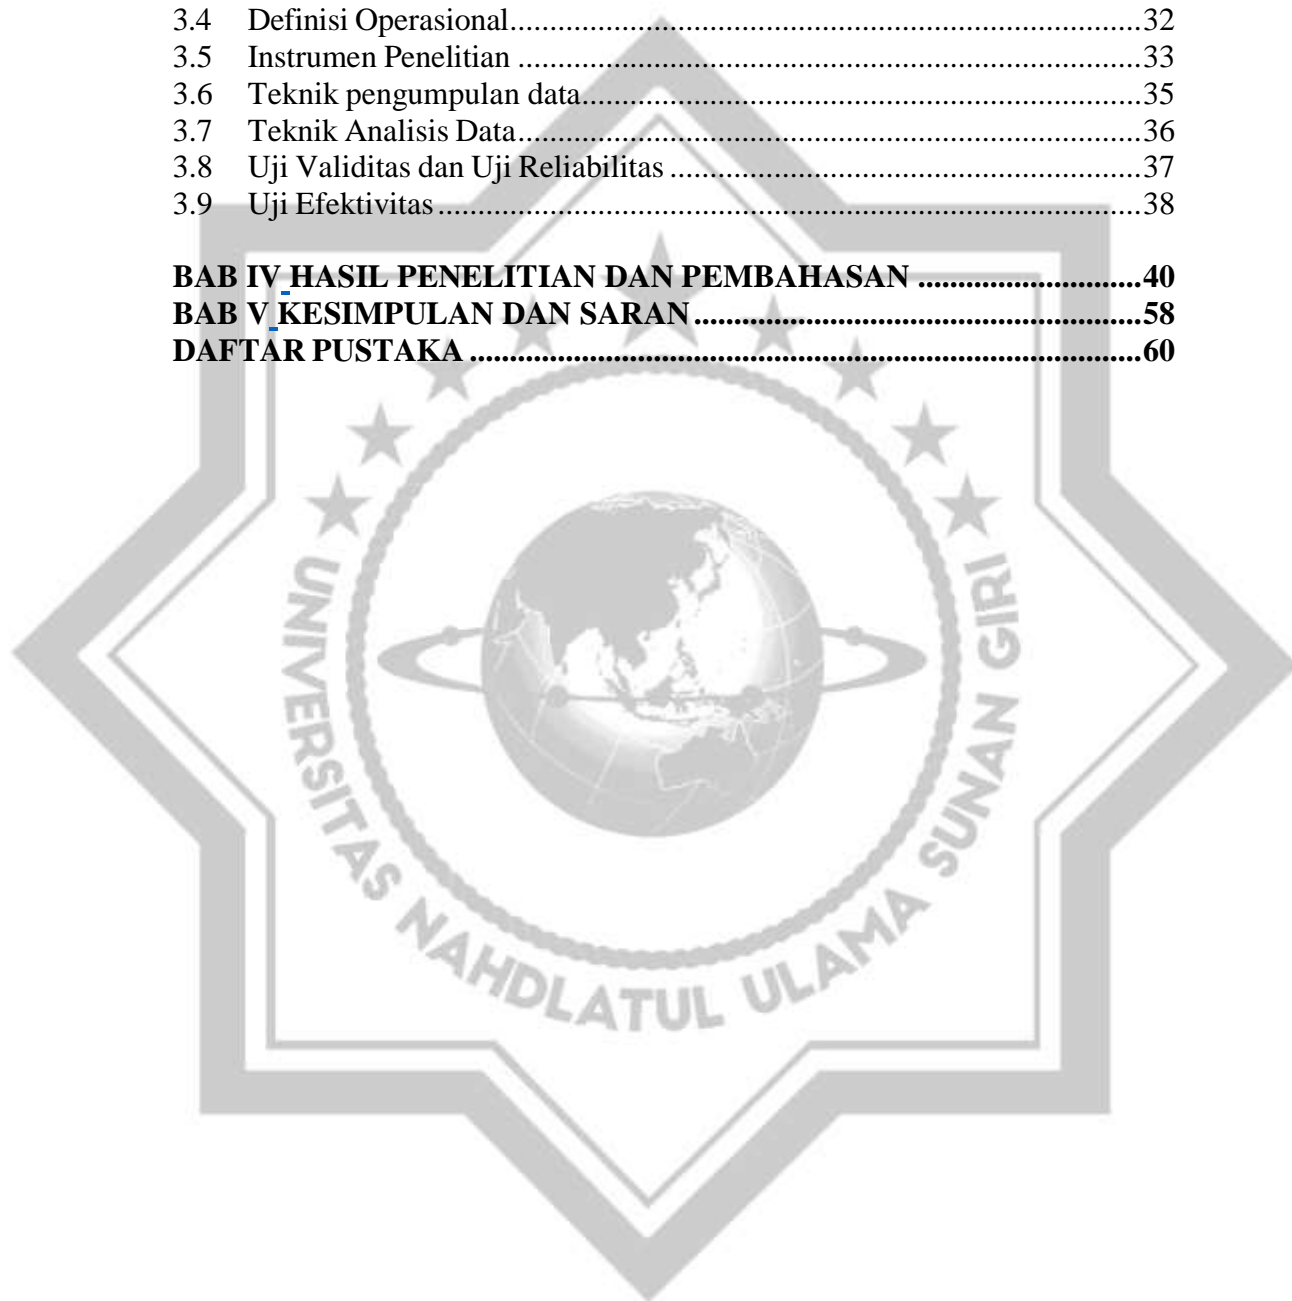 3.4 Definisi Operasional..........................................................................32
3.5 Instrumen Penelitian .........................................................................33
3.6 Teknik pengumpulan data..................................................................35
3.7 Teknik Analisis Data.........................................................................36
3.8 Uji Validitas dan Uji Reliabilitas .......................................................37
3.9 Uji Efektivitas ..................................................................................38
BAB IV HASIL PENELITIAN DAN PEMBAHASAN ...........................40
BAB V KESIMPULAN DAN SARAN ......................................................58
DAFTAR PUSTAKA .................................................................................60
UNIVERSITAS NAHDLATUL ULAMA SUNAN GIRI